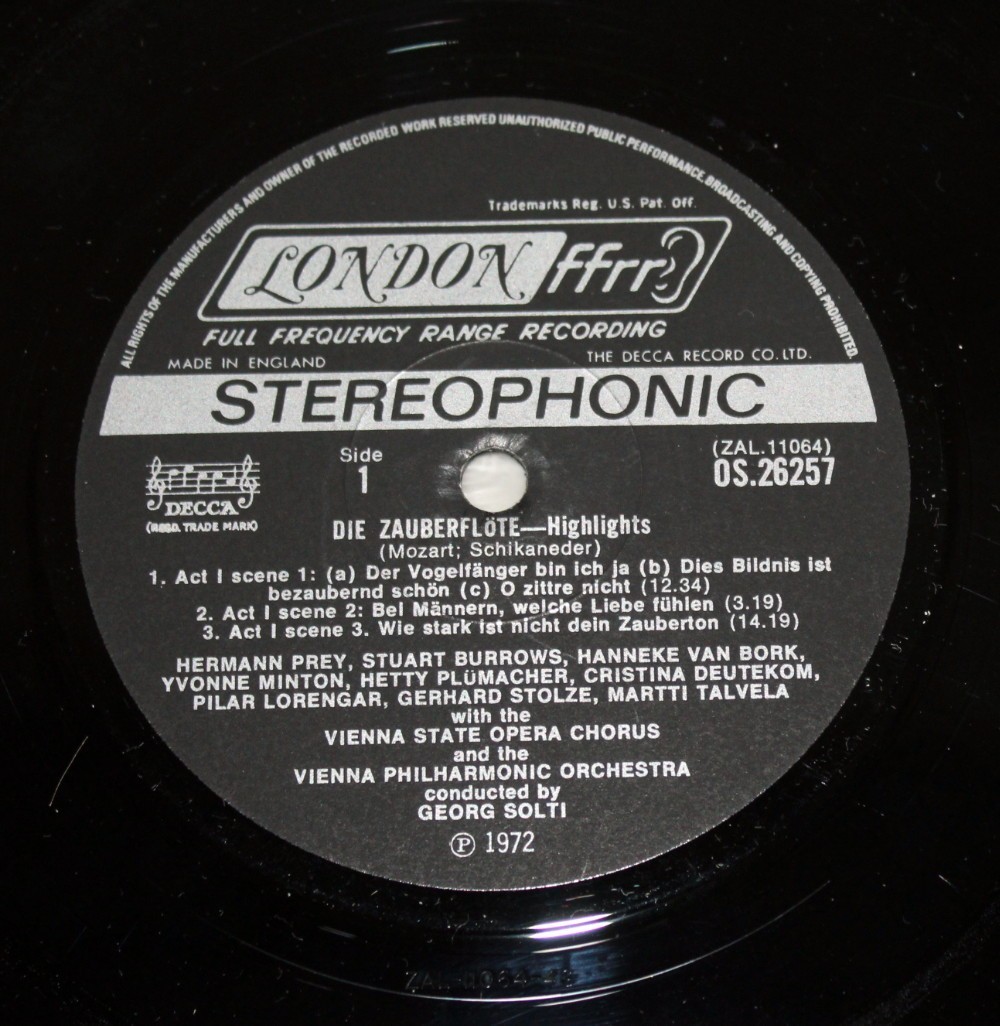 ALL RIGHTS OF THE MANUFACTURERS AND OWNER OF THE RECORDED WORK RESERVED UNAUTHORIZED PUBLIC PERFORMANCE, BROADCASTING AND COPYING PROHIBITED.
Trademarks Reg. U.S. Pat. Off.
LONDON ffrr
FULL FREQUENCY RANGE RECORDING
MADE IN ENGLAND THE DECCA RECORD CO. LTD.
STEREOPHONIC
Side
1
(ZAL.11064)
OS.26257
DECCA
(REGD. TRADE MARK)
DIE ZAUBERFLÖTE—Highlights
(Mozart; Schikaneder)
1. Act I scene 1: (a) Der Vogelfänger bin ich ja (b) Dies Bildnis ist
bezaubernd schön (c) O zittre nicht (12.34)
2. Act I scene 2: Bei Männern, welche Liebe fühlen (3.19)
3. Act I scene 3. Wie stark ist nicht dein Zauberton (14.19)
HERMANN PREY, STUART BURROWS, HANNEKE VAN BORK,
YVONNE MINTON, HETTY PLÜMACHER, CRISTINA DEUTEKOM,
PILAR LORENGAR, GERHARD STOLZE, MARTTI TALVELA
with the
VIENNA STATE OPERA CHORUS
and the
VIENNA PHILHARMONIC ORCHESTRA
conducted by
GEORG SOLTI
Ⓟ 1972